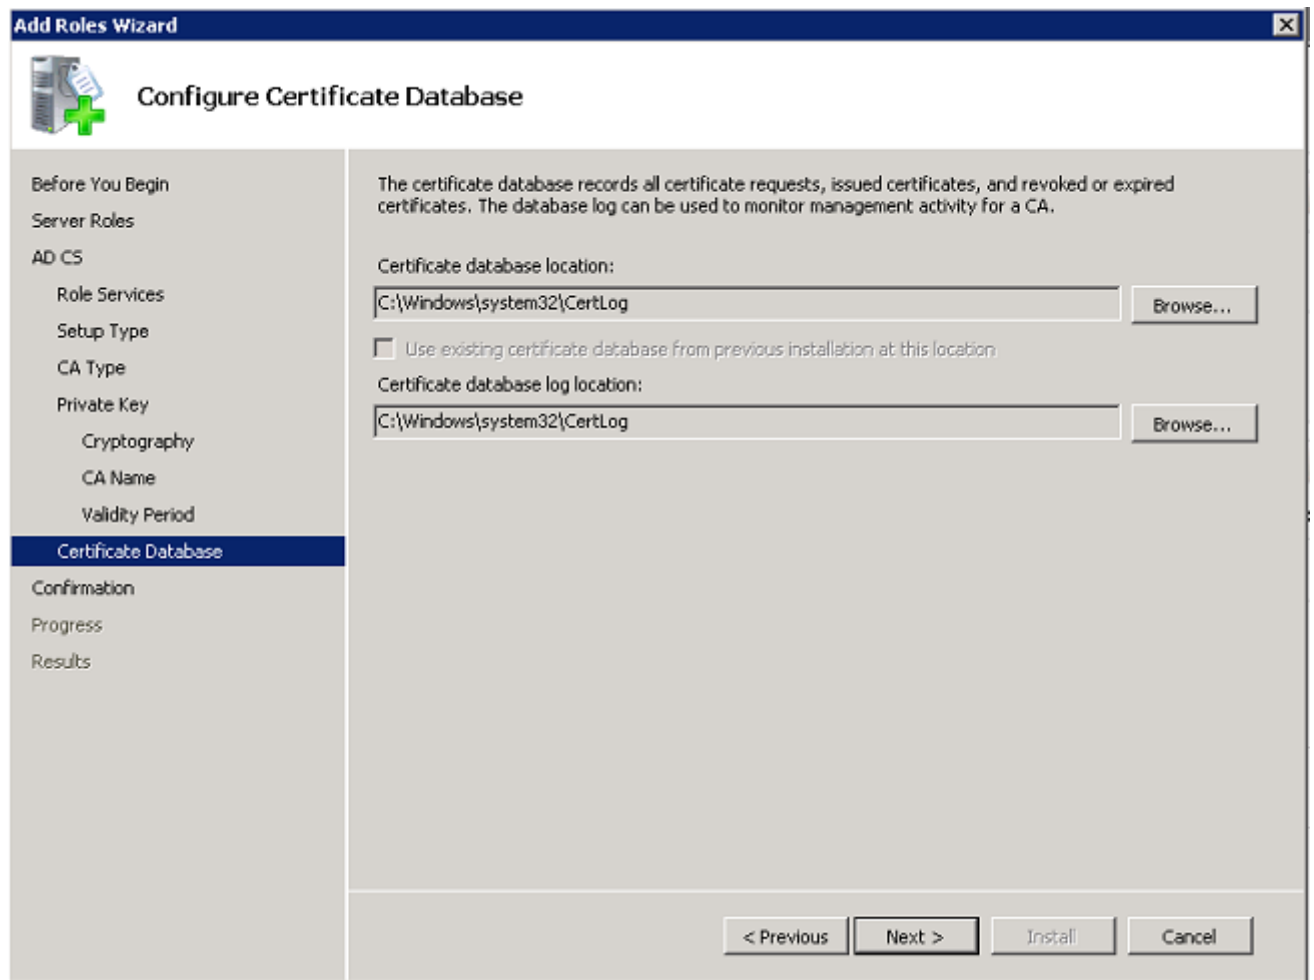 Add Roles Wizard
Configure Certificate Database
Before You Begin
Server Roles
AD CS
Role Services
Setup Type
CA Type
Private Key
Cryptography
CA Name
Validity Period
Certificate Database
Confirmation
Progress
Results
The certificate database records all certificate requests, issued certificates, and revoked or expired
certificates. The database log can be used to monitor management activity for a CA.
Certificate database location:
C:\Windows\system32\CertLog
Browse...
Use existing certificate database from previous installation at this location
Certificate database log location:
C:\Windows\system32\CertLog
Browse...
< Previous
Next >
Install
Cancel